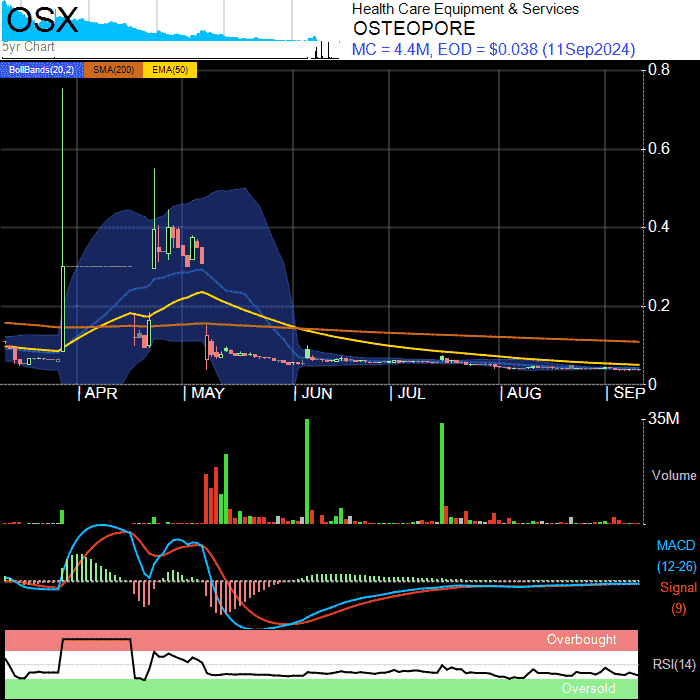 OSX
Health Care Equipment & Services
OSTEOPORE
5yr Chart
MC = 4.4M, EOD = $0.038 (11Sep2024)
BollBands(20,2) SMA(200) EMA(50)
0.8
0.6
0.4
0.2
0
APR MAY JUN JUL AUG SEP
35M
Volume
MACD
(12-26)
Signal
(9)
Overbought
RSI(14)
Oversold